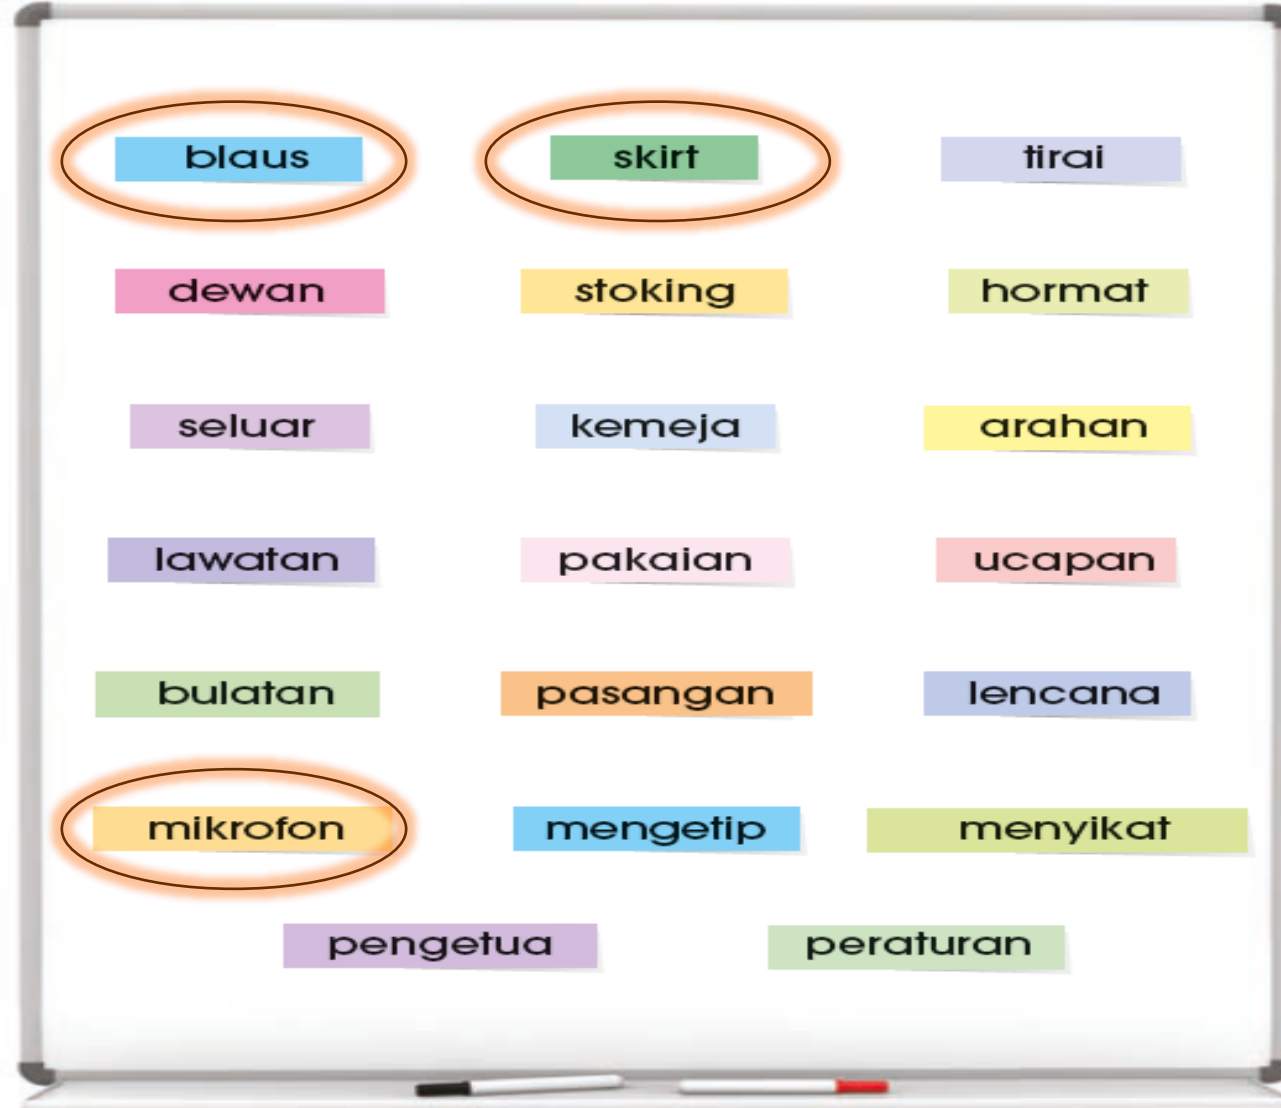 blaus skirt tirai
dewan stoking hormat
seluar kemeja arahan
lawatan pakaian ucapan
bulatan pasangan lencana
mikrofon mengetip menyikat
pengetua peraturan